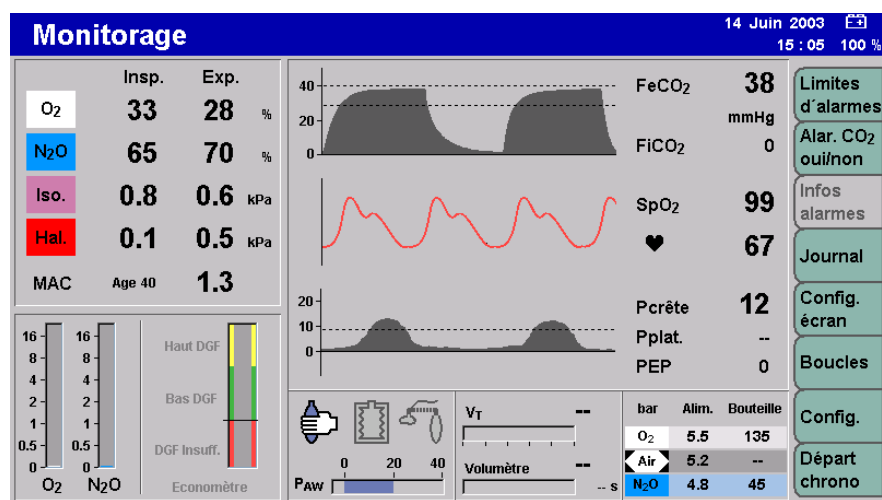 Monitorage
14 Juin 2003
15 : 05 100 %
Insp. Exp.
O2 33 28 %
N2O 65 70 %
Iso. 0.8 0.6 kPa
Hal. 0.1 0.5 kPa
MAC Age 40 1.3
40
20
0
FeCO2 38
mmHg
FiCO2 0
SpO2 99
67
20
10
0
Pcrête 12
Pplat. --
PEP 0
Limites
d´alarmes
Alar. CO2
oui/non
Infos
alarmes
Journal
Config.
écran
Boucles
Config.
Départ
chrono
16 16
8 8
4 4
2 2
1 1
0.5 0.5
0 0
O2 N2O
Haut DGF
Bas DGF
DGF Insuff.
Economètre
0 20 40
PAW
VT --
Volumètre --
-- s
bar Alim. Bouteille
O2 5.5 135
Air 5.2 --
N2O 4.8 45